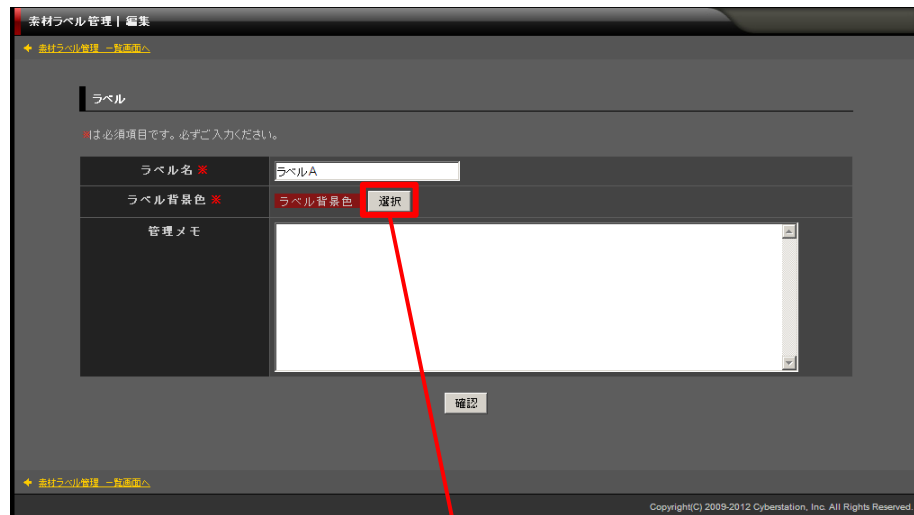 素材ラベル管理 | 編集
素材ラベル管理 一覧画面へ
ラベル
※は必須項目です。必ずご入力ください。
ラベル名 ※ ラベルA
ラベル背景色 ※ ラベル背景色 選択
管理メモ
確認
素材ラベル管理 一覧画面へ
Copyright(C) 2009-2012 Cyberstation, Inc. All Rights Reserved.